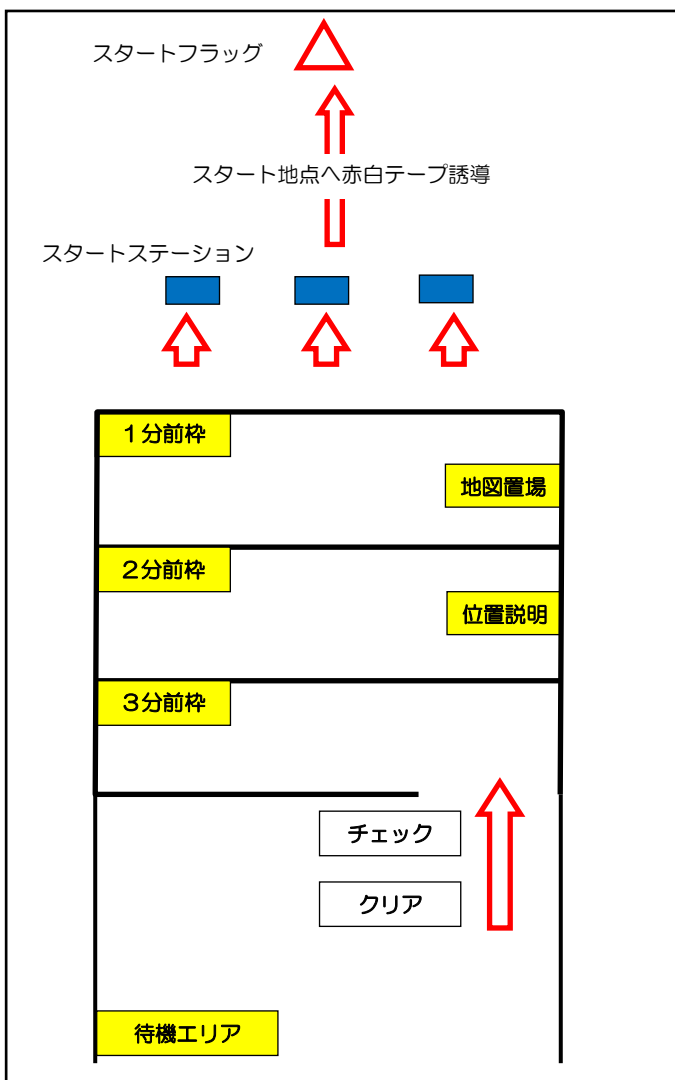 スタートフラッグ
スタート地点へ赤白テープ誘導
スタートステーション
１分前枠
地図置場
２分前枠
位置説明
３分前枠
チェック
クリア
待機エリア